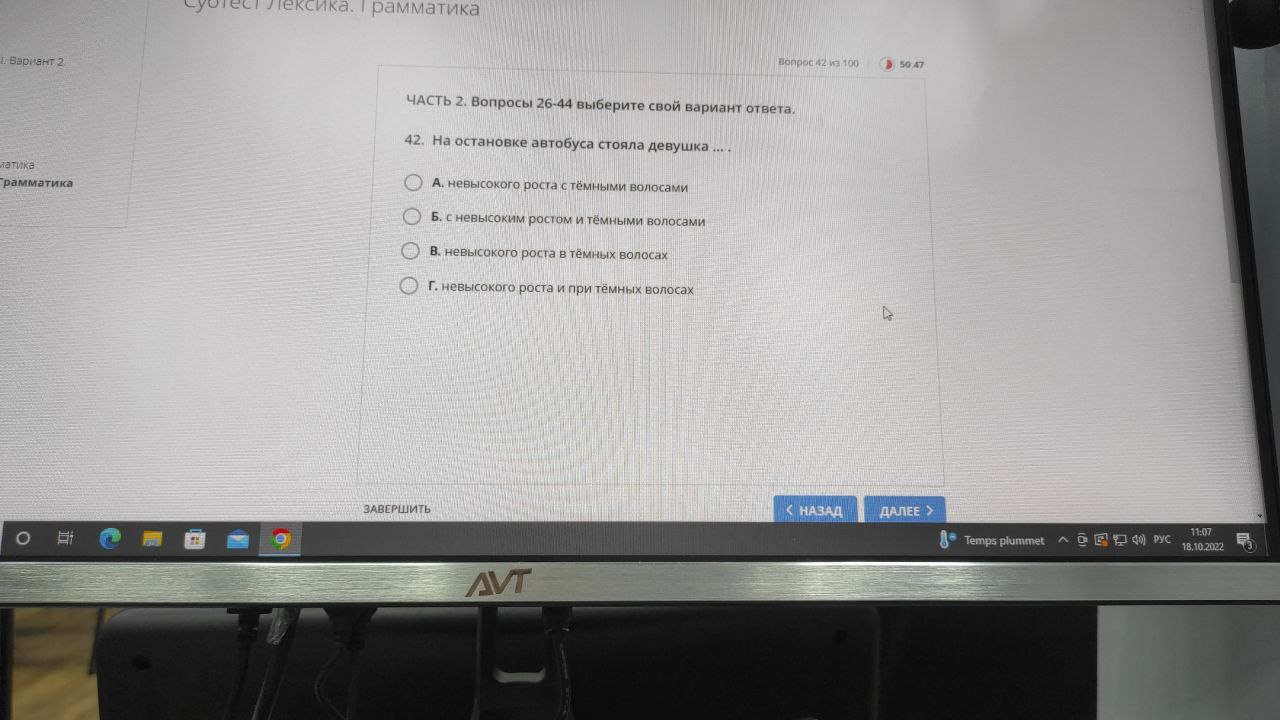 Субтест Лексика. Грамматика
Вариант 2
Вопрос 42 из 100
50:47
ЧАСТЬ 2. Вопросы 26-44 выберите свой вариант ответа.
42. На остановке автобуса стояла девушка ... .
матика
Грамматика
А. невысокого роста с тёмными волосами
Б. с невысоким ростом и тёмными волосами
В. невысокого роста в тёмных волосах
Г. невысокого роста и при тёмных волосах
ЗАВЕРШИТЬ
НАЗАД
ДАЛЕЕ
Temps plummet
РУС
11:07
18.10.2022
3
AVT